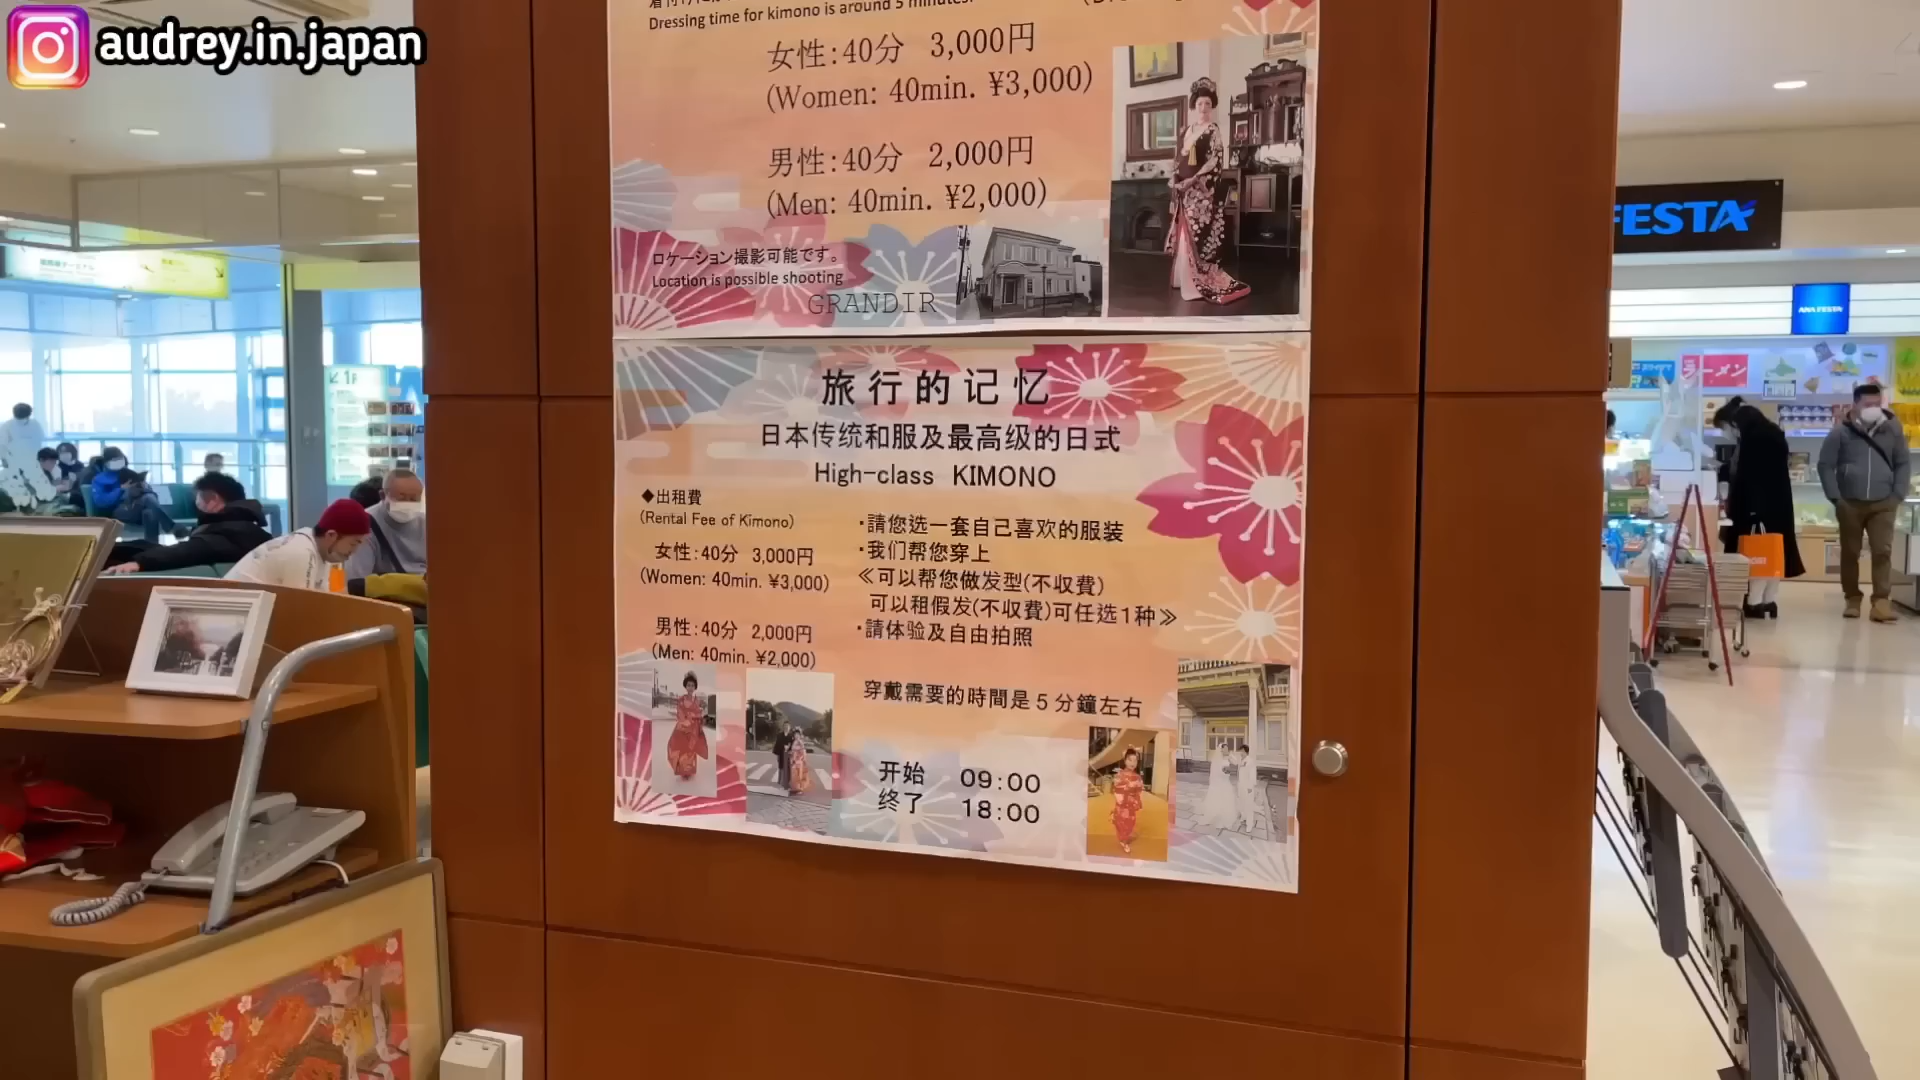 audrey.in.japan
Dressing time for kimono is around 5 minutes.
女性:40分 3,000円
(Women: 40min. ¥3,000)
男性:40分 2,000円
(Men: 40min. ¥2,000)
ロケーション撮影可能です。
Location is possible shooting
GRANDIR
旅行的记忆
日本传统和服及最高级的日式
High-class KIMONO
◆出租費
(Rental Fee of Kimono)
女性:40分 3,000円
(Women: 40min. ¥3,000)
男性:40分 2,000円
(Men: 40min. ¥2,000)
・請您选一套自己喜欢的服装
・我们帮您穿上
≪可以帮您做发型(不收費)
可以租假发(不收費)可任选1种≫
・請体验及自由拍照
穿戴需要的時間是5分鐘左右
开始 09:00
终了 18:00
FESTA
ANA FESTA
ラーメン